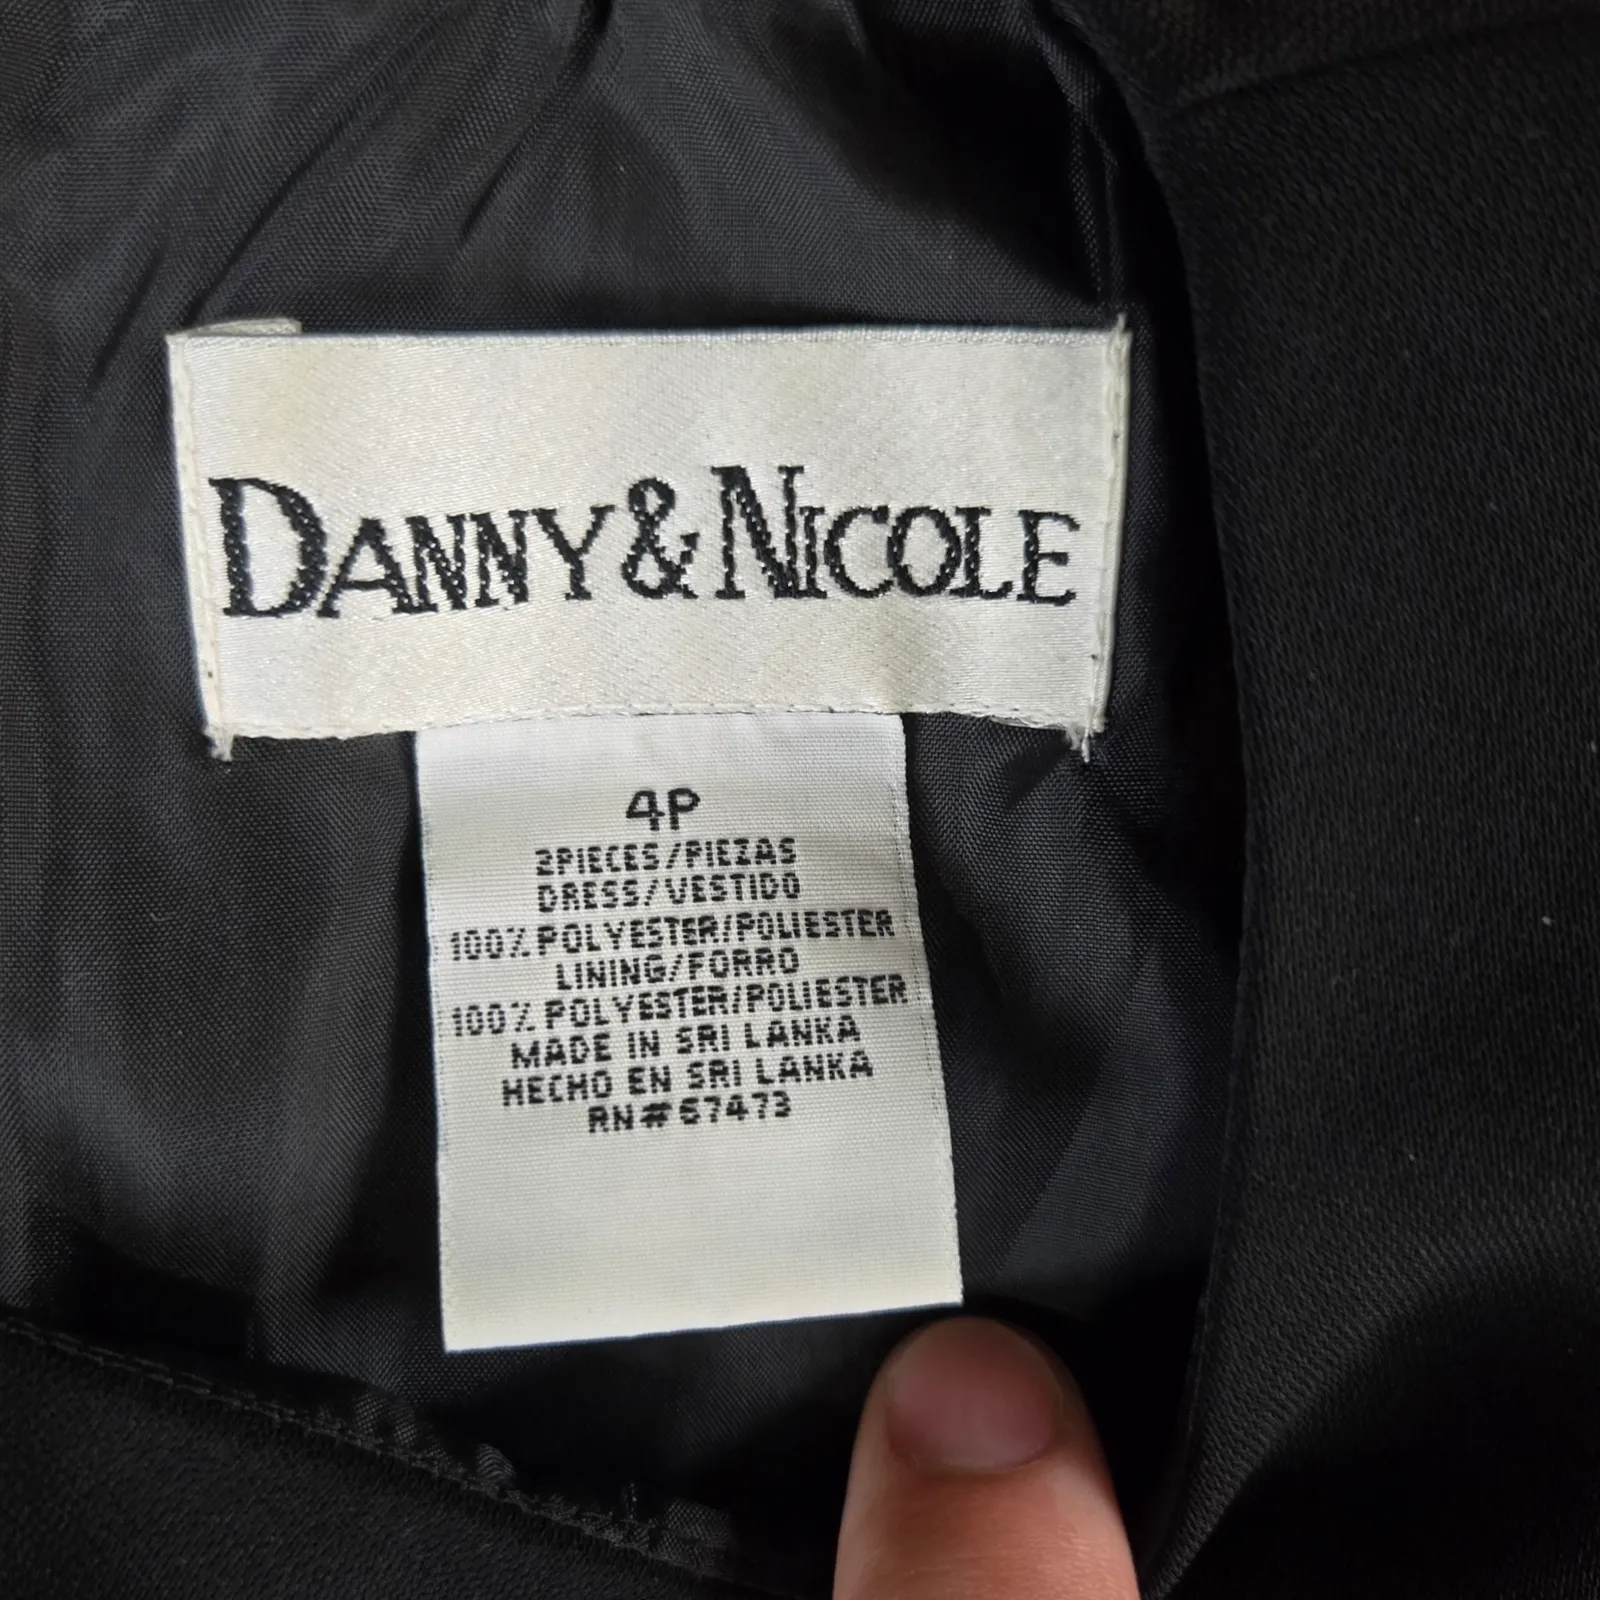 DANNY & NICOLE
4P
2PIECES/PIEZAS
DRESS/VESTIDO
100% POLYESTER/POLIESTER
LINING/FORRO
100% POLYESTER/POLIESTER
MADE IN SRI LANKA
HECHO EN SRI LANKA
RN#67473